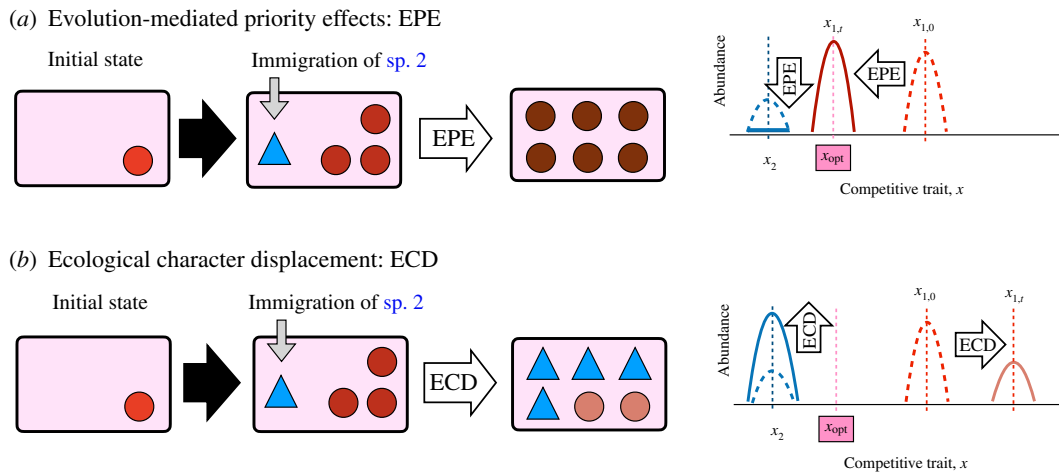 (a) Evolution-mediated priority effects: EPE
Initial state
Immigration of sp. 2
EPE
Abundance
x1,t
x1,0
EPE
EPE
x2
xopt
Competitive trait, x
(b) Ecological character displacement: ECD
Initial state
Immigration of sp. 2
ECD
Abundance
x1,0
x1,t
ECD
ECD
x2
xopt
Competitive trait, x